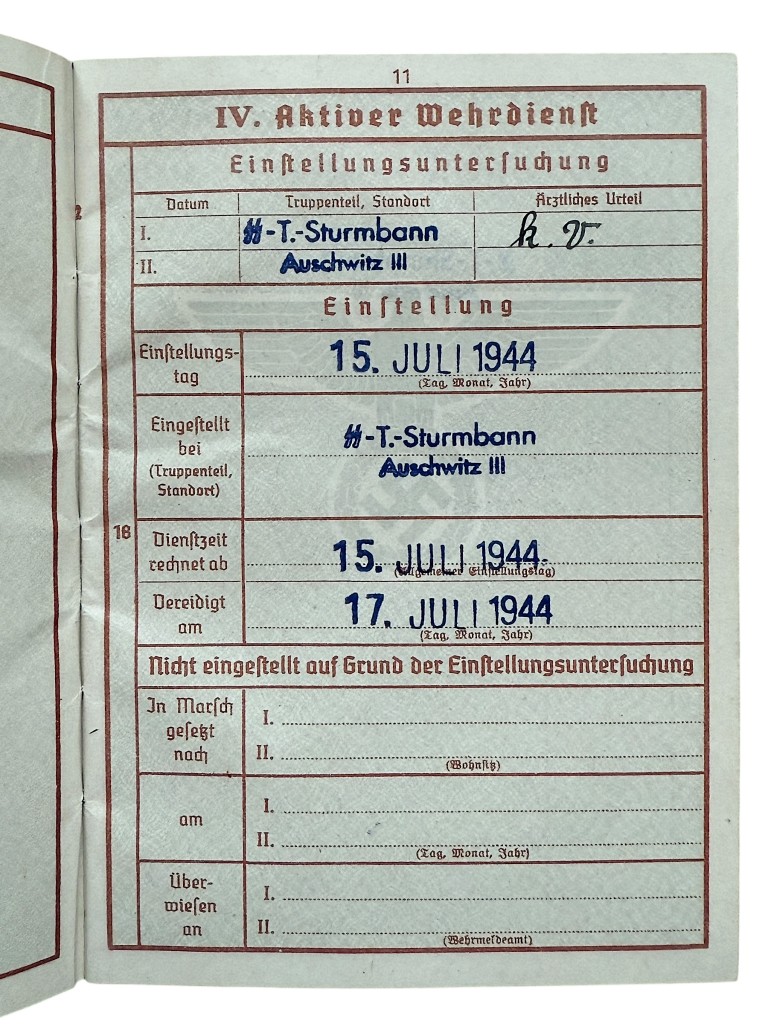 11
IV. Aktiver Wehrdienst
Einstellungsuntersuchung
Datum Truppenteil, Standort Ärztliches Urteil
I. ᛋᛋ-T.-Sturmbann k. v.
II. Auschwitz III
Einstellung
Einstellungs-
tag
15. JULI 1944
(Tag, Monat, Jahr)
Eingestellt
bei
(Truppenteil,
Standort)
ᛋᛋ-T.-Sturmbann
Auschwitz III
18
Dienstzeit
rechnet ab
15. JULI 1944
(Allgemeiner Einstellungstag)
Vereidigt
am
17. JULI 1944
(Tag, Monat, Jahr)
Nicht eingestellt auf Grund der Einstellungsuntersuchung
In Marsch
gesetzt
nach
I.
II.
(Wohnsitz)
am
I.
II.
(Tag, Monat, Jahr)
Über-
wiesen
an
I.
II.
(Wehrmeldeamt)